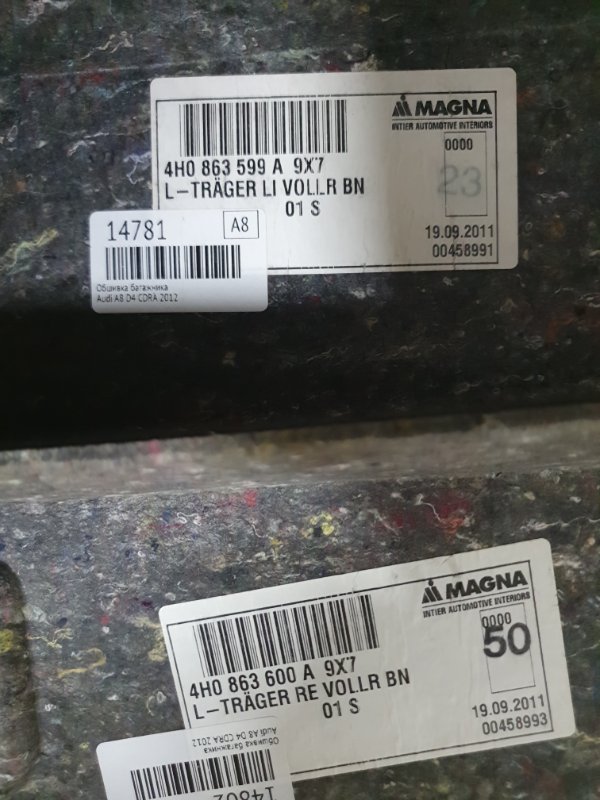 MAGNA
INTIER AUTOMOTIVE INTERIORS
4H0 863 599 A 9X7
0000
L-TRÄGER LI VOLLR BN
23
01 S
14781
A8
19.09.2011
00458991
Обшивка багажника
Audi A8 D4 CDRA 2012
MAGNA
INTIER AUTOMOTIVE INTERIORS
0000
50
4H0 863 600 A 9X7
L-TRÄGER RE VOLLR BN
01 S
19.09.2011
00458993
Обшивка багажника
Audi A8 D4 CDRA 2012